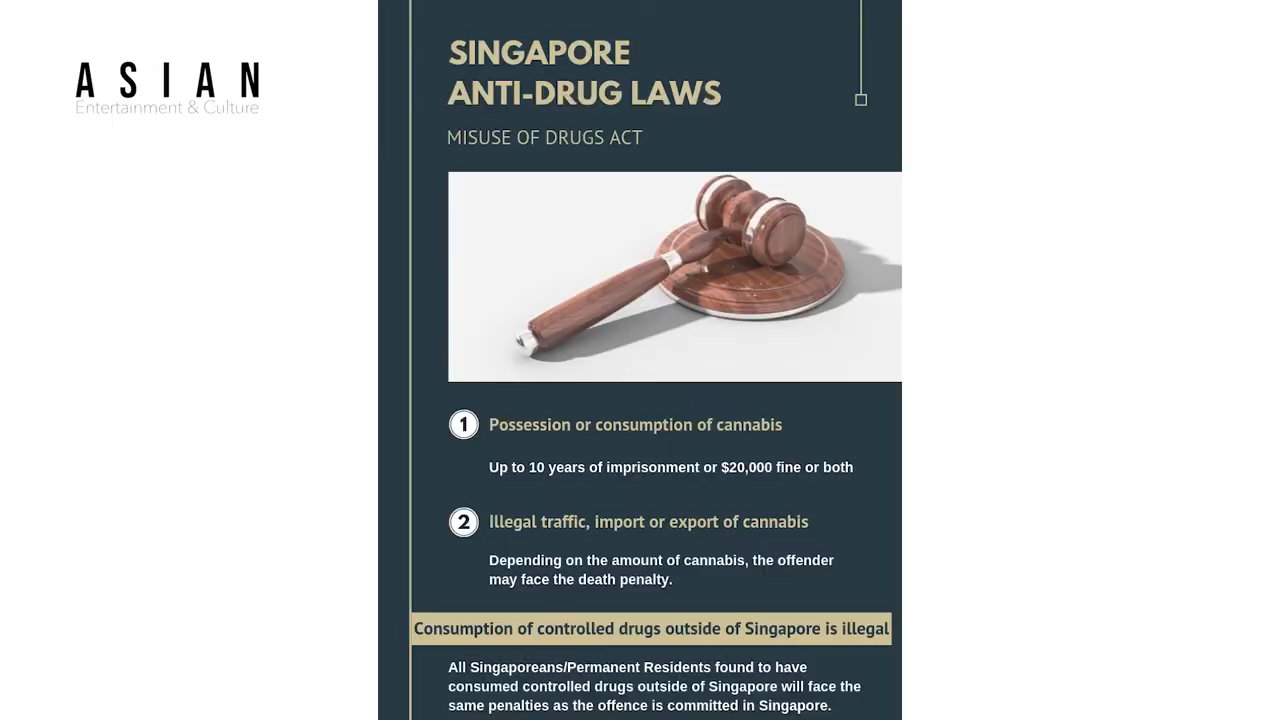 ASIAN
Entertainment & Culture
SINGAPORE
ANTI-DRUG LAWS
MISUSE OF DRUGS ACT
1 Possession or consumption of cannabis
Up to 10 years of imprisonment or $20,000 fine or both
2 Illegal traffic, import or export of cannabis
Depending on the amount of cannabis, the offender
may face the death penalty.
Consumption of controlled drugs outside of Singapore is illegal
All Singaporeans/Permanent Residents found to have
consumed controlled drugs outside of Singapore will face the
same penalties as the offence is committed in Singapore.